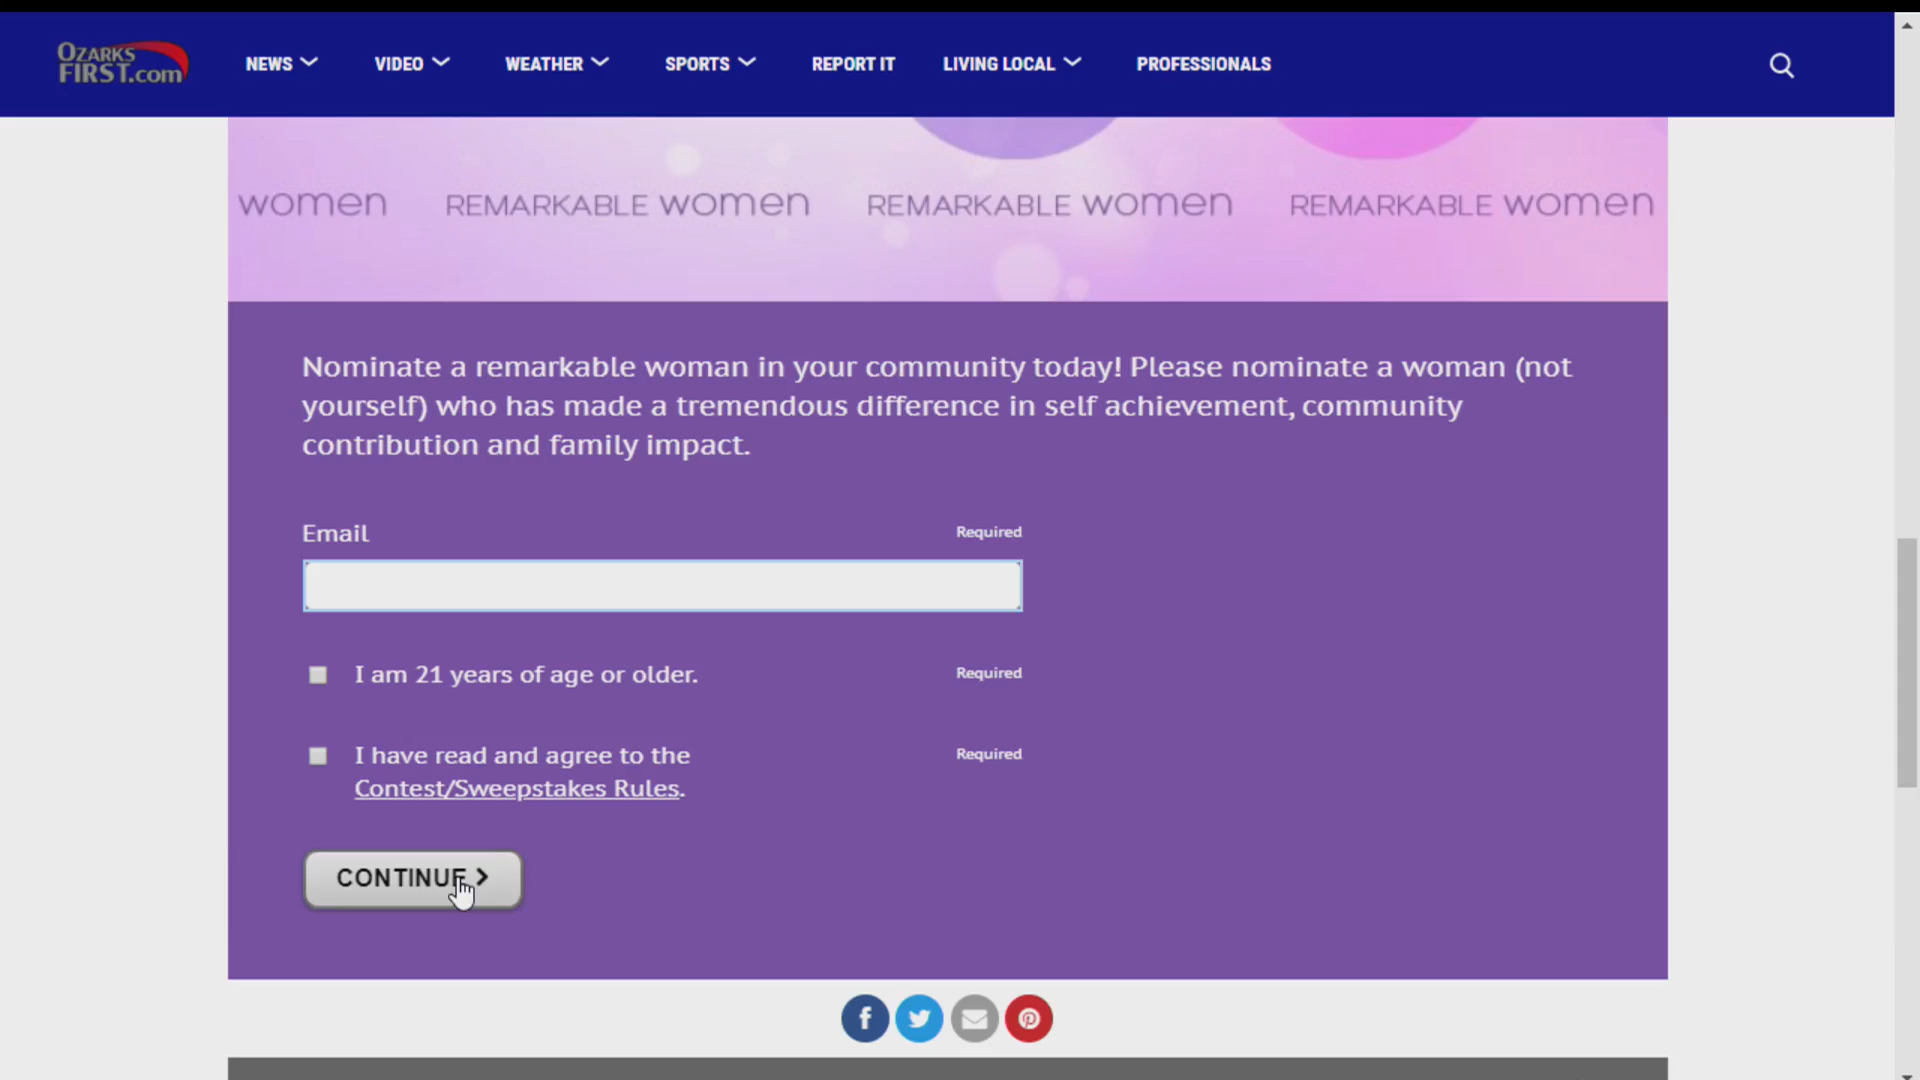 OZARKS
FIRST.com
NEWS
VIDEO
WEATHER
SPORTS
REPORT IT
LIVING LOCAL
PROFESSIONALS
women REMARKABLE women REMARKABLE women REMARKABLE women
Nominate a remarkable woman in your community today! Please nominate a woman (not
yourself) who has made a tremendous difference in self achievement, community
contribution and family impact.
Email Required
I am 21 years of age or older. Required
I have read and agree to the Required
Contest/Sweepstakes Rules.
CONTINUE